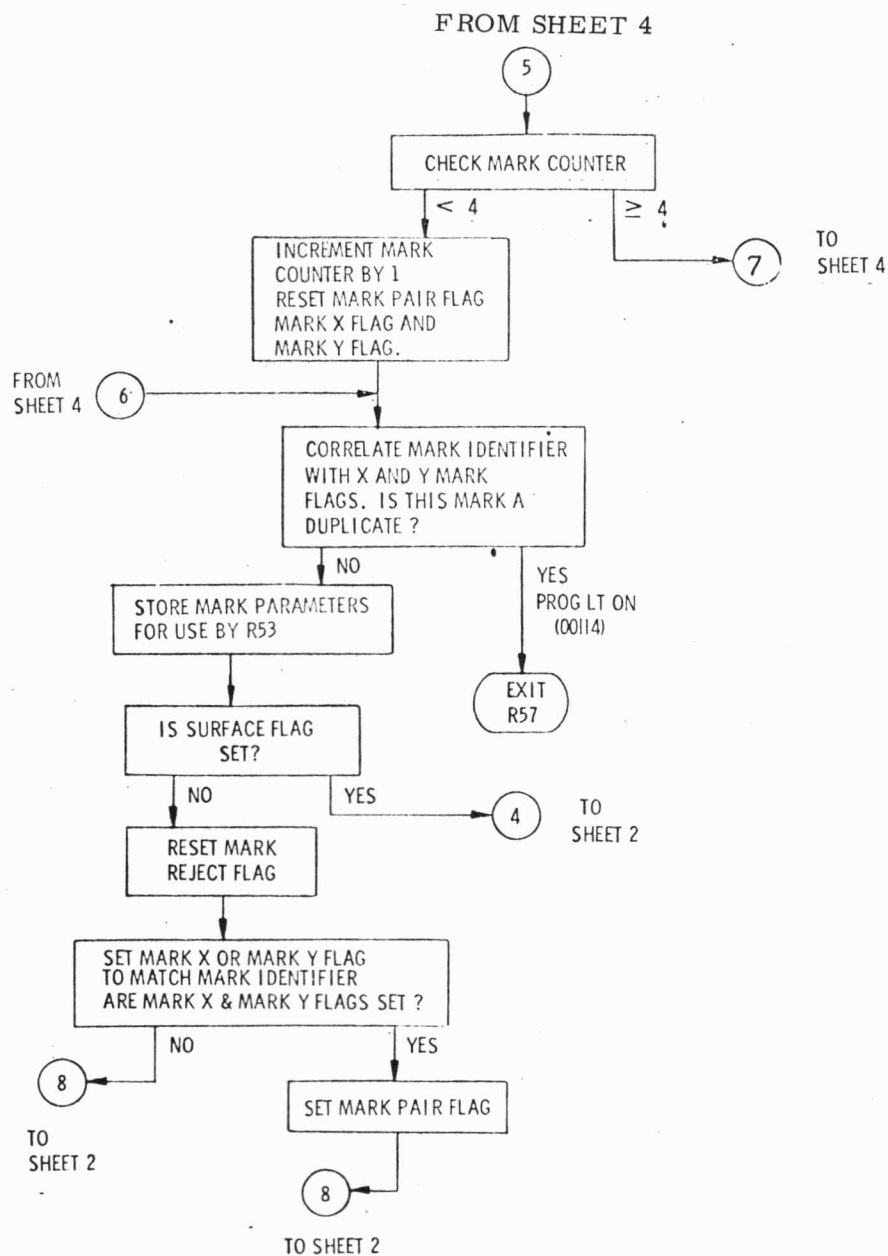 FROM SHEET 4
5
CHECK MARK COUNTER
< 4
≥ 4
INCREMENT MARK
COUNTER BY 1
RESET MARK PAIR FLAG
MARK X FLAG AND
MARK Y FLAG.
7
TO
SHEET 4
FROM
SHEET 4
6
CORRELATE MARK IDENTIFIER
WITH X AND Y MARK
FLAGS. IS THIS MARK A
DUPLICATE ?
NO
YES
PROG LT ON
(00114)
STORE MARK PARAMETERS
FOR USE BY R53
EXIT
R57
IS SURFACE FLAG
SET?
NO
YES
4
TO
SHEET 2
RESET MARK
REJECT FLAG
SET MARK X OR MARK Y FLAG
TO MATCH MARK IDENTIFIER
ARE MARK X & MARK Y FLAGS SET ?
NO
YES
8
TO
SHEET 2
SET MARK PAIR FLAG
8
TO SHEET 2